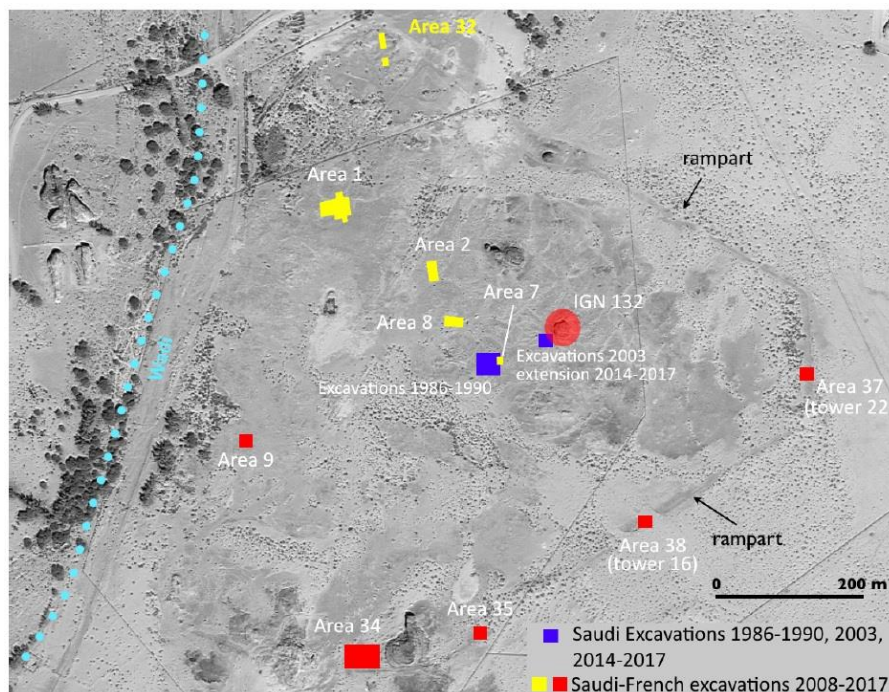 Area 32
rampart
Area 1
Area 2
Area 7
IGN 132
Area 8
Excavations 2003
extension 2014-2017
Excavations 1986-1990
Area 37
(tower 22)
Wadi
Area 9
Area 38
(tower 16)
rampart
0 200 m
Area 35
Area 34
Saudi Excavations 1986-1990, 2003,
2014-2017
Saudi-French excavations 2008-2017